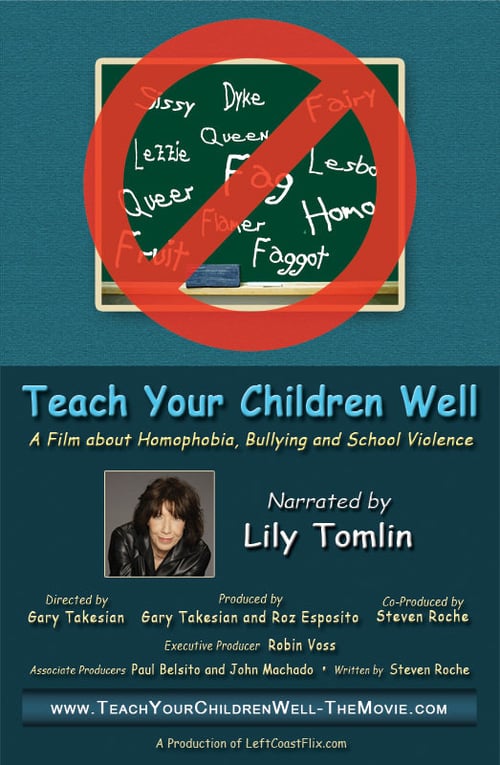 Sissy Dyke Fairy
Queen
Lezzie Fag Lesbo
Queer
Flamer Homo
Fruit Faggot
Teach Your Children Well
A Film about Homophobia, Bullying and School Violence
Narrated by
Lily Tomlin
Directed by
Gary Takesian
Produced by
Gary Takesian and Roz Esposito
Co-Produced by
Steven Roche
Executive Producer Robin Voss
Associate Producers Paul Belsito and John Machado • Written by Steven Roche
www.TeachYourChildrenWell-TheMovie.com
A Production of LeftCoastFlix.com